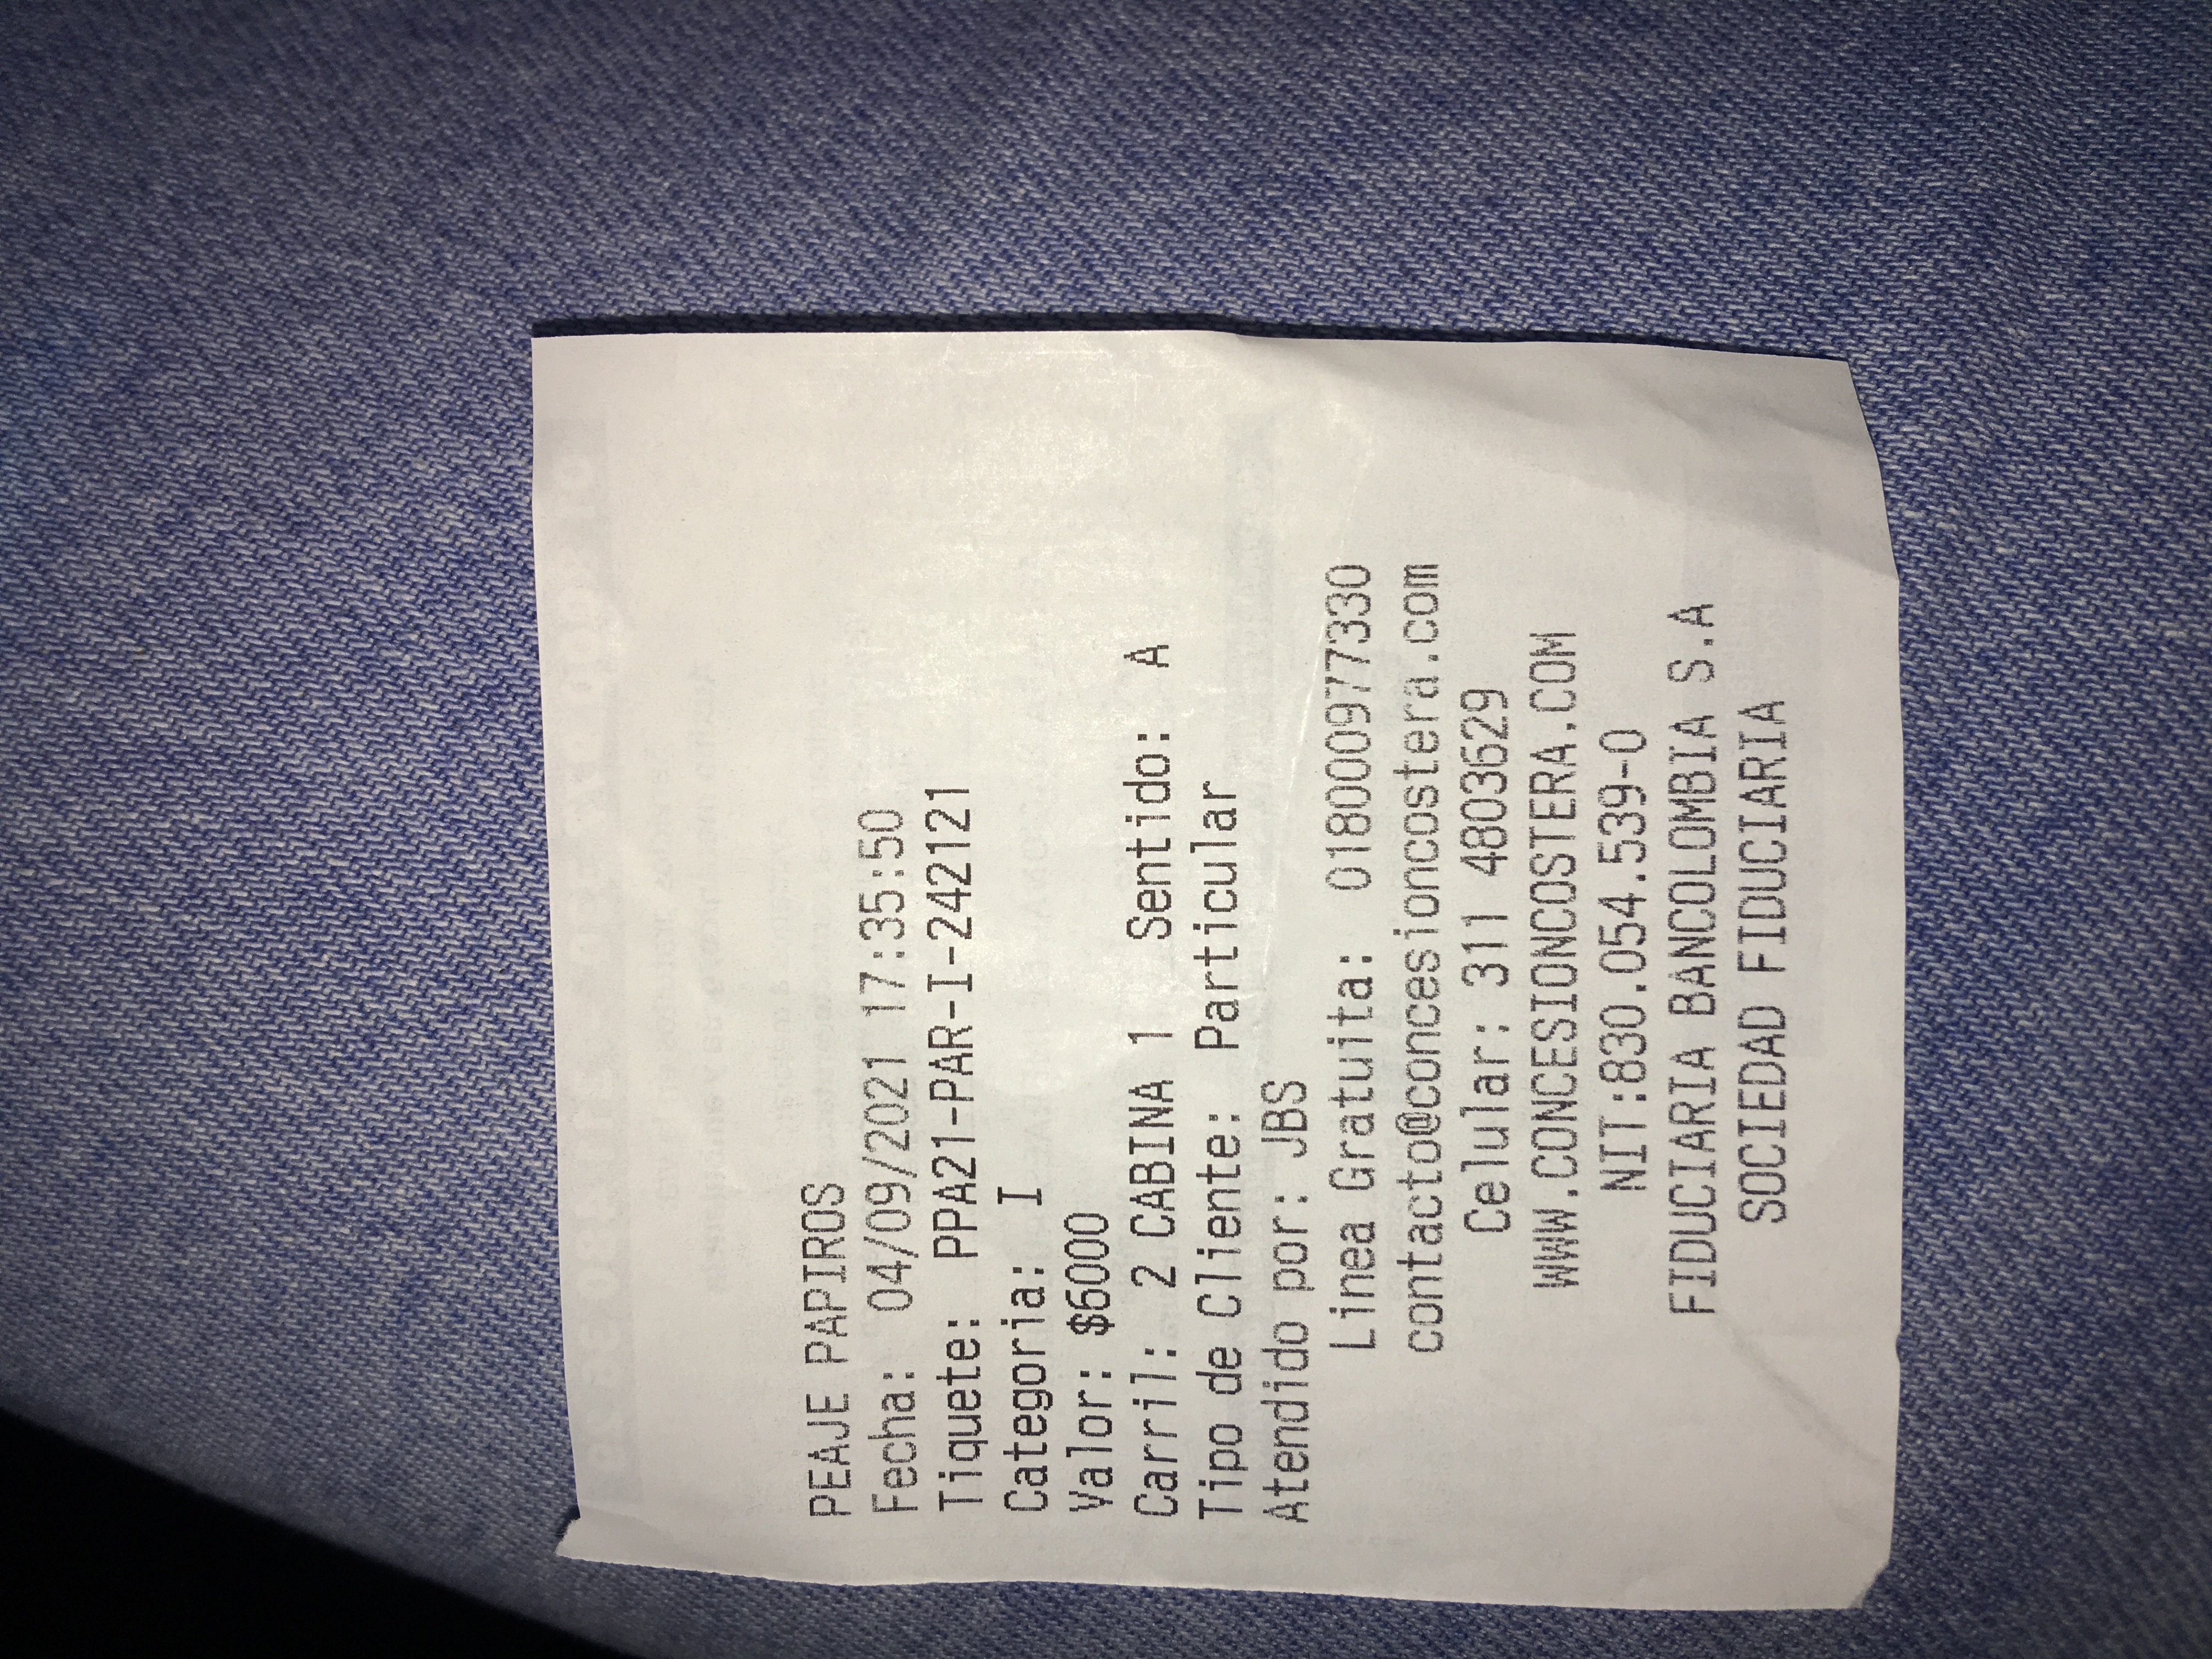 PEAJE PAPIROS
Fecha: 04/09/2021 17:35:50
Tiquete: PPA21-PAR-I-242121
Categoria: I
Valor: $6000
Carril: 2 CABINA 1 Sentido: A
Tipo de Cliente: Particular
Atendido por: JBS
Linea Gratuita: 018000977330
contacto@concesioncostera.com
Celular: 311 4803629
WWW.CONCESIONCOSTERA.COM
NIT:830.054.539-0
FIDUCIARIA BANCOLOMBIA S.A
SOCIEDAD FIDUCIARIA